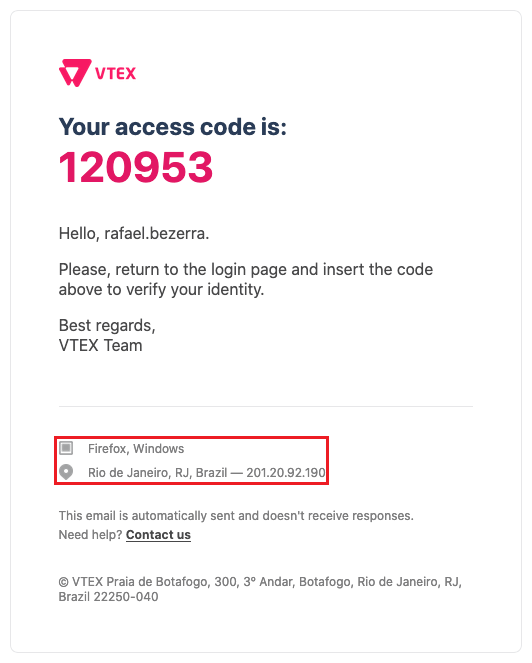 VTEX
Your access code is:
120953
Hello, rafael.bezerra.
Please, return to the login page and insert the code
above to verify your identity.
Best regards,
VTEX Team
Firefox, Windows
Rio de Janeiro, RJ, Brazil — 201.20.92.190
This email is automatically sent and doesn't receive responses.
Need help? Contact us
© VTEX Praia de Botafogo, 300, 3º Andar, Botafogo, Rio de Janeiro, RJ,
Brazil 22250-040